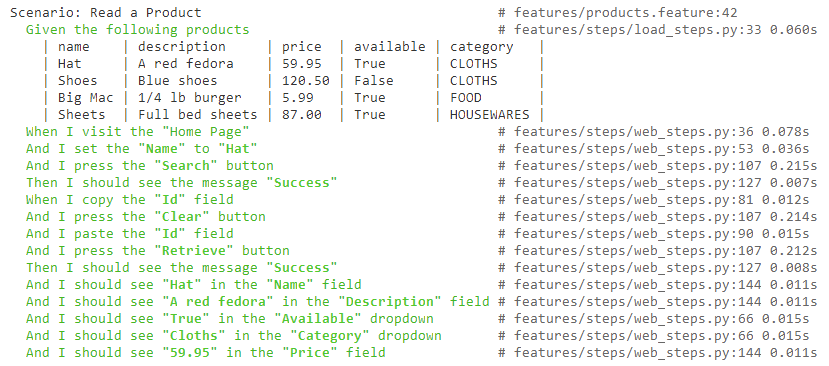 Scenario: Read a Product # features/products.feature:42
Given the following products # features/steps/load_steps.py:33 0.060s
| name | description | price | available | category |
| Hat | A red fedora | 59.95 | True | CLOTHS |
| Shoes | Blue shoes | 120.50 | False | CLOTHS |
| Big Mac | 1/4 lb burger | 5.99 | True | FOOD |
| Sheets | Full bed sheets | 87.00 | True | HOUSEWARES |
When I visit the "Home Page" # features/steps/web_steps.py:36 0.078s
And I set the "Name" to "Hat" # features/steps/web_steps.py:53 0.036s
And I press the "Search" button # features/steps/web_steps.py:107 0.215s
Then I should see the message "Success" # features/steps/web_steps.py:127 0.007s
When I copy the "Id" field # features/steps/web_steps.py:81 0.012s
And I press the "Clear" button # features/steps/web_steps.py:107 0.214s
And I paste the "Id" field # features/steps/web_steps.py:90 0.015s
And I press the "Retrieve" button # features/steps/web_steps.py:107 0.212s
Then I should see the message "Success" # features/steps/web_steps.py:127 0.008s
And I should see "Hat" in the "Name" field # features/steps/web_steps.py:144 0.011s
And I should see "A red fedora" in the "Description" field # features/steps/web_steps.py:144 0.011s
And I should see "True" in the "Available" dropdown # features/steps/web_steps.py:66 0.015s
And I should see "Cloths" in the "Category" dropdown # features/steps/web_steps.py:66 0.015s
And I should see "59.95" in the "Price" field # features/steps/web_steps.py:144 0.011s